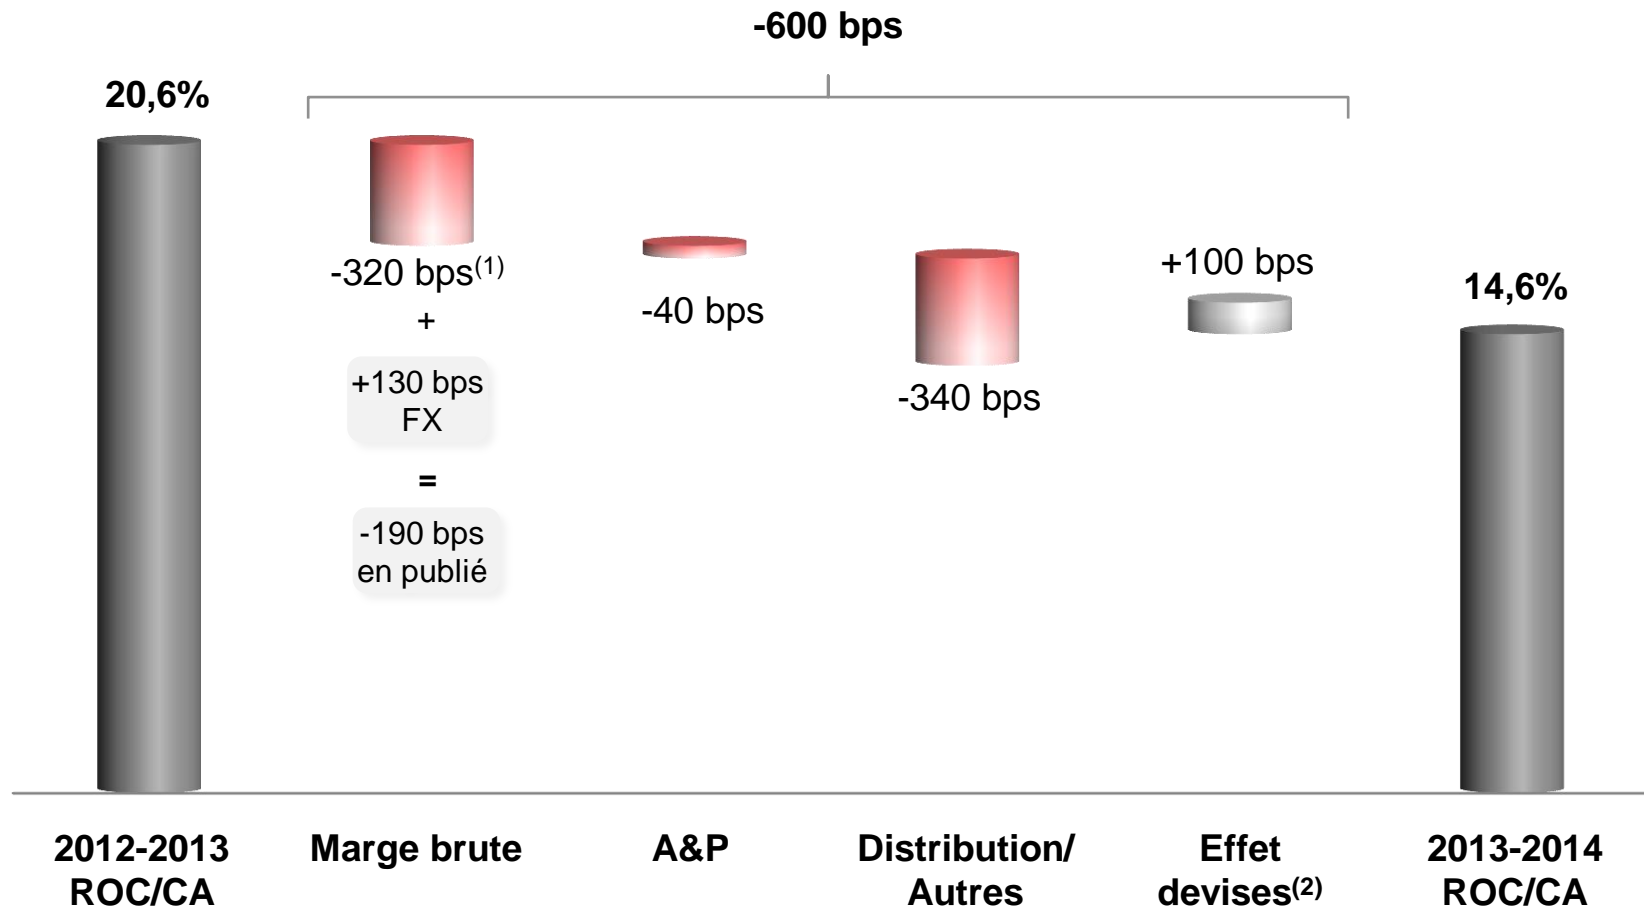 -600 bps
20,6%
-320 bps(1)
+
+130 bps
FX
=
-190 bps
en publié
-40 bps
-340 bps
+100 bps
14,6%
2012-2013
ROC/CA
Marge brute
A&P
Distribution/
Autres
Effet
devises(2)
2013-2014
ROC/CA